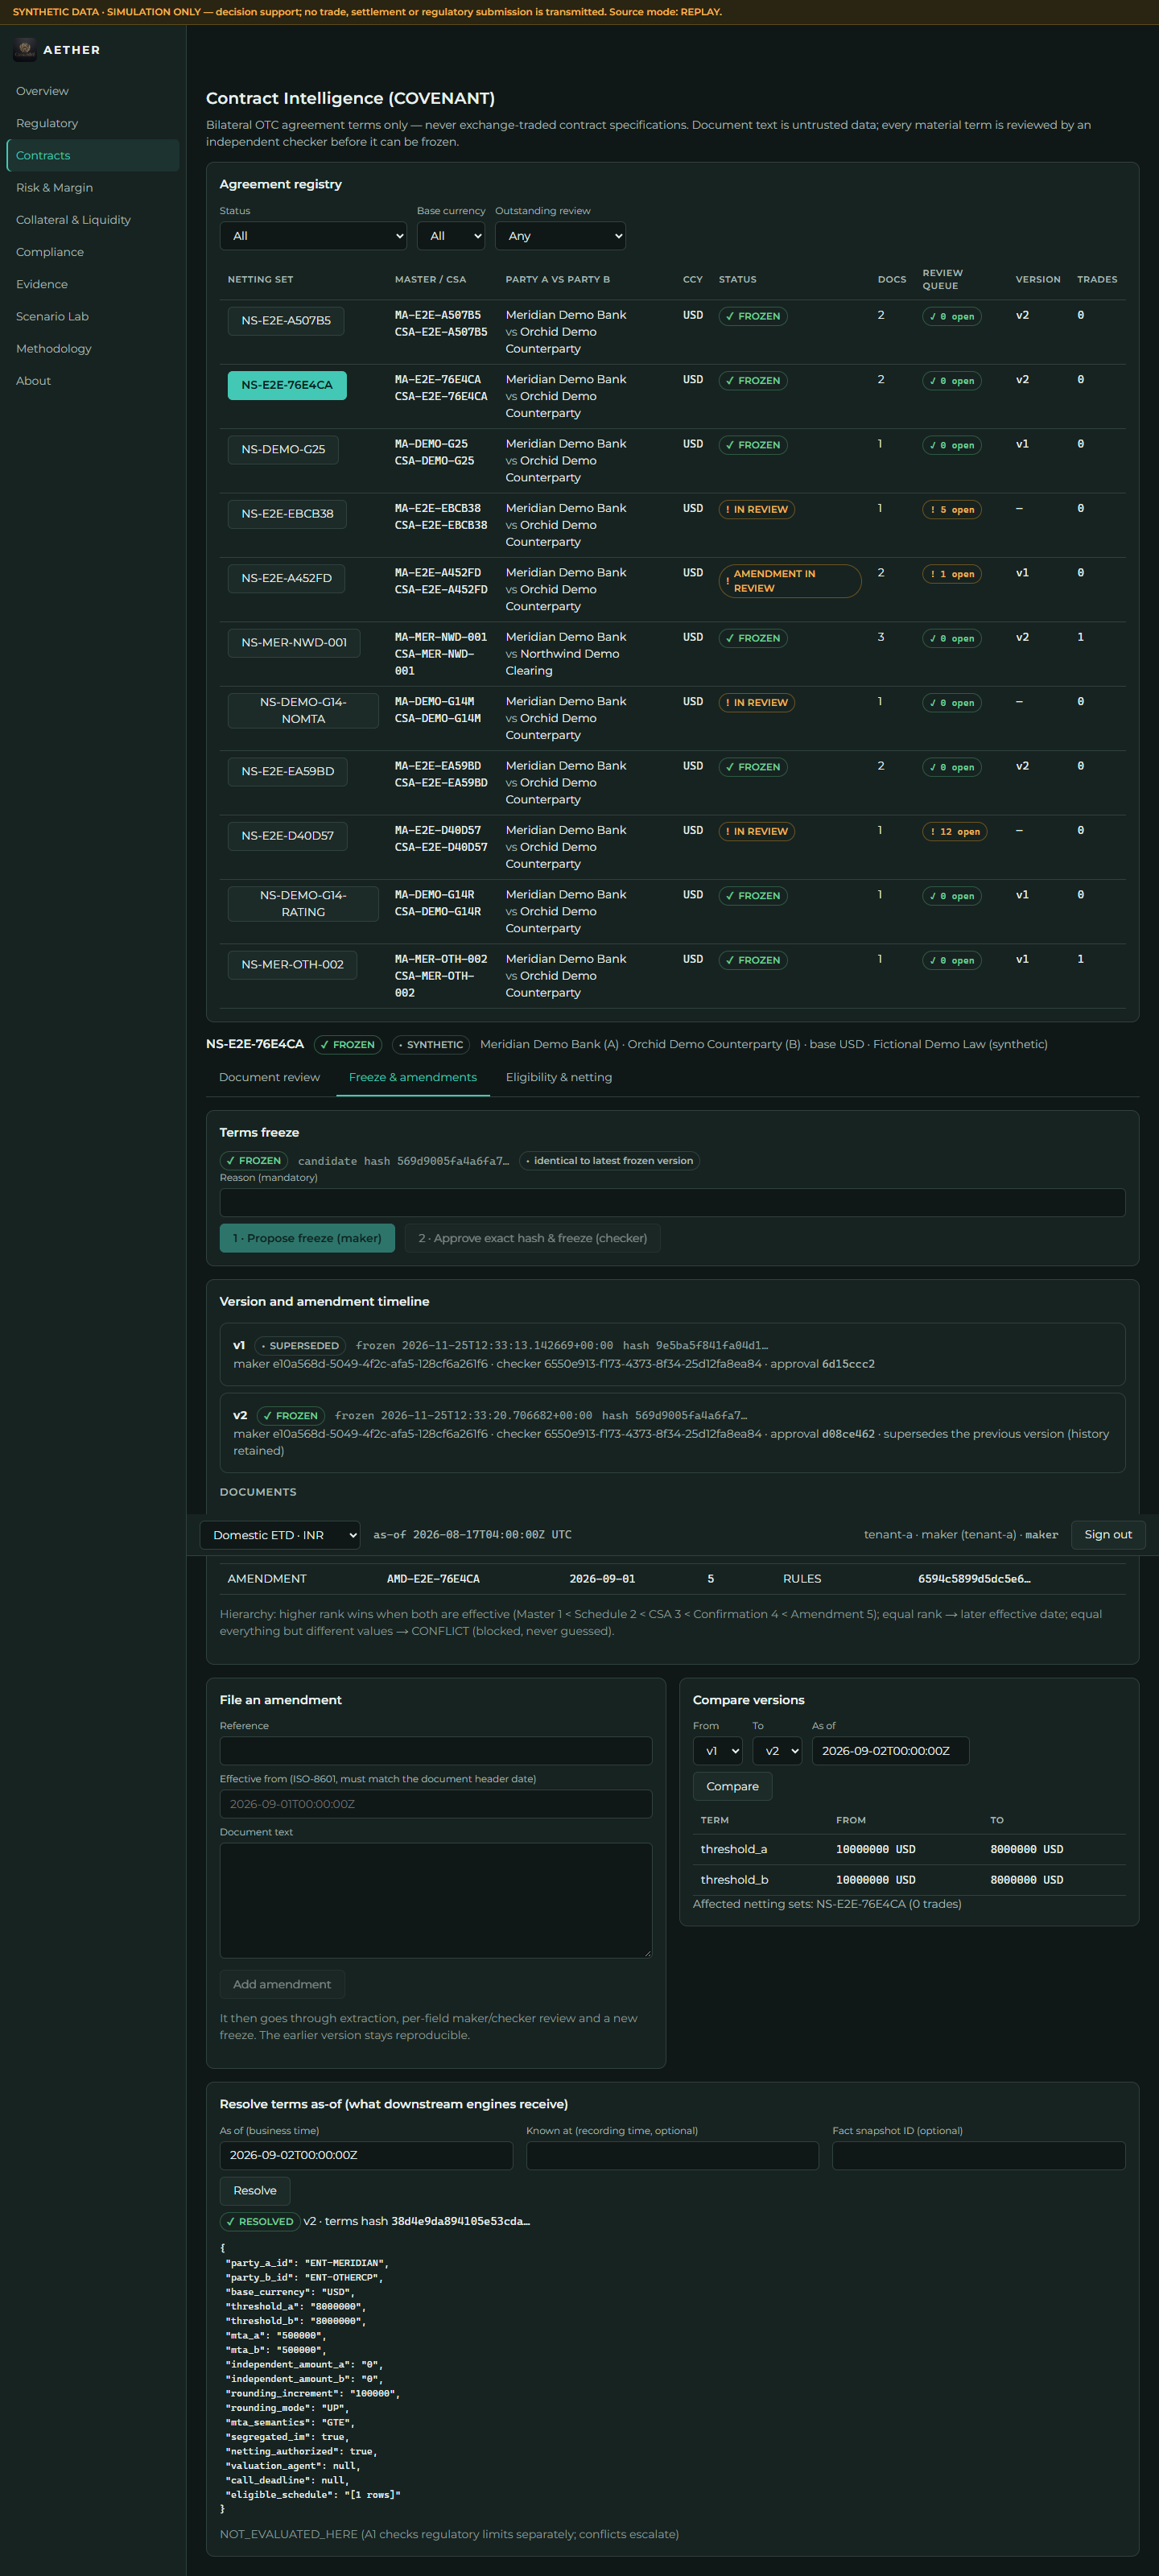 SYNTHETIC DATA · SIMULATION ONLY — decision support; no trade, settlement or regulatory submission is transmitted. Source mode: REPLAY.
AETHER
Overview
Regulatory
Contracts
Risk & Margin
Collateral & Liquidity
Compliance
Evidence
Scenario Lab
Methodology
About
Contract Intelligence (COVENANT)
Bilateral OTC agreement terms only — never exchange-traded contract specifications. Document text is untrusted data; every material term is reviewed by an
independent checker before it can be frozen.
Agreement registry
Status Base currency Outstanding review
All All Any
NETTING SET MASTER / CSA PARTY A VS PARTY B CCY STATUS DOCS REVIEW QUEUE VERSION TRADES
NS-E2E-A507B5 MA-E2E-A507B5 Meridian Demo Bank USD ✓ FROZEN 2 ✓ 0 open v2 0
CSA-E2E-A507B5 vs Orchid Demo
Counterparty
NS-E2E-76E4CA MA-E2E-76E4CA Meridian Demo Bank USD ✓ FROZEN 2 ✓ 0 open v2 0
CSA-E2E-76E4CA vs Orchid Demo
Counterparty
NS-DEMO-G25 MA-DEMO-G25 Meridian Demo Bank USD ✓ FROZEN 1 ✓ 0 open v1 0
CSA-DEMO-G25 vs Orchid Demo
Counterparty
NS-E2E-EBCB38 MA-E2E-EBCB38 Meridian Demo Bank USD ! IN REVIEW 1 ! 5 open – 0
CSA-E2E-EBCB38 vs Orchid Demo
Counterparty
NS-E2E-A452FD MA-E2E-A452FD Meridian Demo Bank USD ! AMENDMENT IN REVIEW 2 ! 1 open v1 0
CSA-E2E-A452FD vs Orchid Demo
Counterparty
NS-MER-NWD-001 MA-MER-NWD-001 Meridian Demo Bank USD ✓ FROZEN 3 ✓ 0 open v2 1
CSA-MER-NWD- vs Northwind Demo
001 Clearing
NS-DEMO-G14- MA-DEMO-G14M Meridian Demo Bank USD ! IN REVIEW 1 ✓ 0 open – 0
NOMTA CSA-DEMO-G14M vs Orchid Demo
Counterparty
NS-E2E-EA59BD MA-E2E-EA59BD Meridian Demo Bank USD ✓ FROZEN 2 ✓ 0 open v2 0
CSA-E2E-EA59BD vs Orchid Demo
Counterparty
NS-E2E-D40D57 MA-E2E-D40D57 Meridian Demo Bank USD ! IN REVIEW 1 ! 12 open – 0
CSA-E2E-D40D57 vs Orchid Demo
Counterparty
NS-DEMO-G14- MA-DEMO-G14R Meridian Demo Bank USD ✓ FROZEN 1 ✓ 0 open v1 0
RATING CSA-DEMO-G14R vs Orchid Demo
Counterparty
NS-MER-OTH-002 MA-MER-OTH-002 Meridian Demo Bank USD ✓ FROZEN 1 ✓ 0 open v1 1
CSA-MER-OTH- vs Orchid Demo
002 Counterparty
NS-E2E-76E4CA ✓ FROZEN • SYNTHETIC Meridian Demo Bank (A) · Orchid Demo Counterparty (B) · base USD · Fictional Demo Law (synthetic)
Document review Freeze & amendments Eligibility & netting
Terms freeze
✓ FROZEN candidate hash 569d9005fa4a6fa7… • identical to latest frozen version
Reason (mandatory)
1 · Propose freeze (maker) 2 · Approve exact hash & freeze (checker)
Version and amendment timeline
v1 • SUPERSEDED frozen 2026-11-25T12:33:13.142669+00:00 hash 9e5ba5f841fa04d1…
maker e10a568d-5049-4f2c-afa5-128cf6a261f6 · checker 6550e913-f173-4373-8f34-25d12fa8ea84 · approval 6d15ccc2
v2 ✓ FROZEN frozen 2026-11-25T12:33:20.706682+00:00 hash 569d9005fa4a6fa7…
maker e10a568d-5049-4f2c-afa5-128cf6a261f6 · checker 6550e913-f173-4373-8f34-25d12fa8ea84 · approval d08ce462 · supersedes the previous version (history
retained)
DOCUMENTS
Domestic ETD · INR as-of 2026-08-17T04:00:00Z UTC tenant-a · maker (tenant-a) · maker Sign out
AMENDMENT AMD-E2E-76E4CA 2026-09-01 5 RULES 6594c5899d5dc5e6…
Hierarchy: higher rank wins when both are effective (Master 1 < Schedule 2 < CSA 3 < Confirmation 4 < Amendment 5); equal rank → later effective date; equal
everything but different values → CONFLICT (blocked, never guessed).
File an amendment
Reference
Effective from (ISO-8601, must match the document header date)
2026-09-01T00:00:00Z
Document text
Add amendment
It then goes through extraction, per-field maker/checker review and a new
freeze. The earlier version stays reproducible.
Compare versions
From To As of
v1 v2 2026-09-02T00:00:00Z
Compare
TERM FROM TO
threshold_a 10000000 USD 8000000 USD
threshold_b 10000000 USD 8000000 USD
Affected netting sets: NS-E2E-76E4CA (0 trades)
Resolve terms as-of (what downstream engines receive)
As of (business time) Known at (recording time, optional) Fact snapshot ID (optional)
2026-09-02T00:00:00Z
Resolve
✓ RESOLVED v2 · terms hash 38d4e9da894105e53cda…
{
"party_a_id": "ENT-MERIDIAN",
"party_b_id": "ENT-OTHERCP",
"base_currency": "USD",
"threshold_a": "8000000",
"threshold_b": "8000000",
"mta_a": "500000",
"mta_b": "500000",
"independent_amount_a": "0",
"independent_amount_b": "0",
"rounding_increment": "100000",
"rounding_mode": "UP",
"mta_semantics": "GTE",
"segregated_im": true,
"netting_authorized": true,
"valuation_agent": null,
"call_deadline": null,
"eligible_schedule": "[1 rows]"
}
NOT_EVALUATED_HERE (A1 checks regulatory limits separately; conflicts escalate)